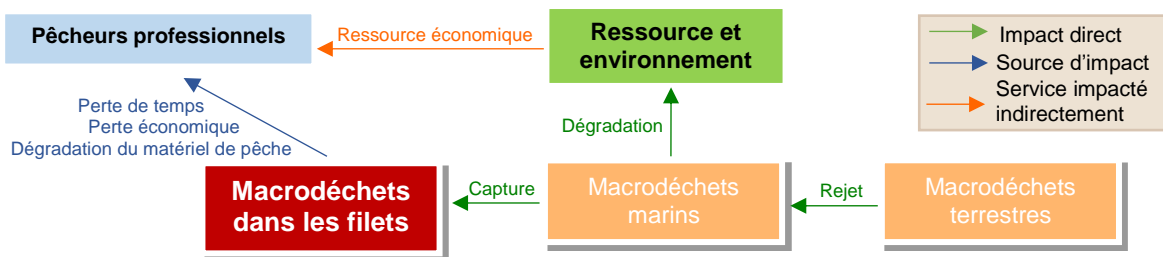 Pêcheurs professionnels
Ressource économique
Ressource et
environnement
Impact direct
Source d'impact
Service impacté
indirectement
Perte de temps
Perte économique
Dégradation du matériel de pêche
Dégradation
Macrodéchets
dans les filets
Capture
Macrodéchets
marins
Rejet
Macrodéchets
terrestres